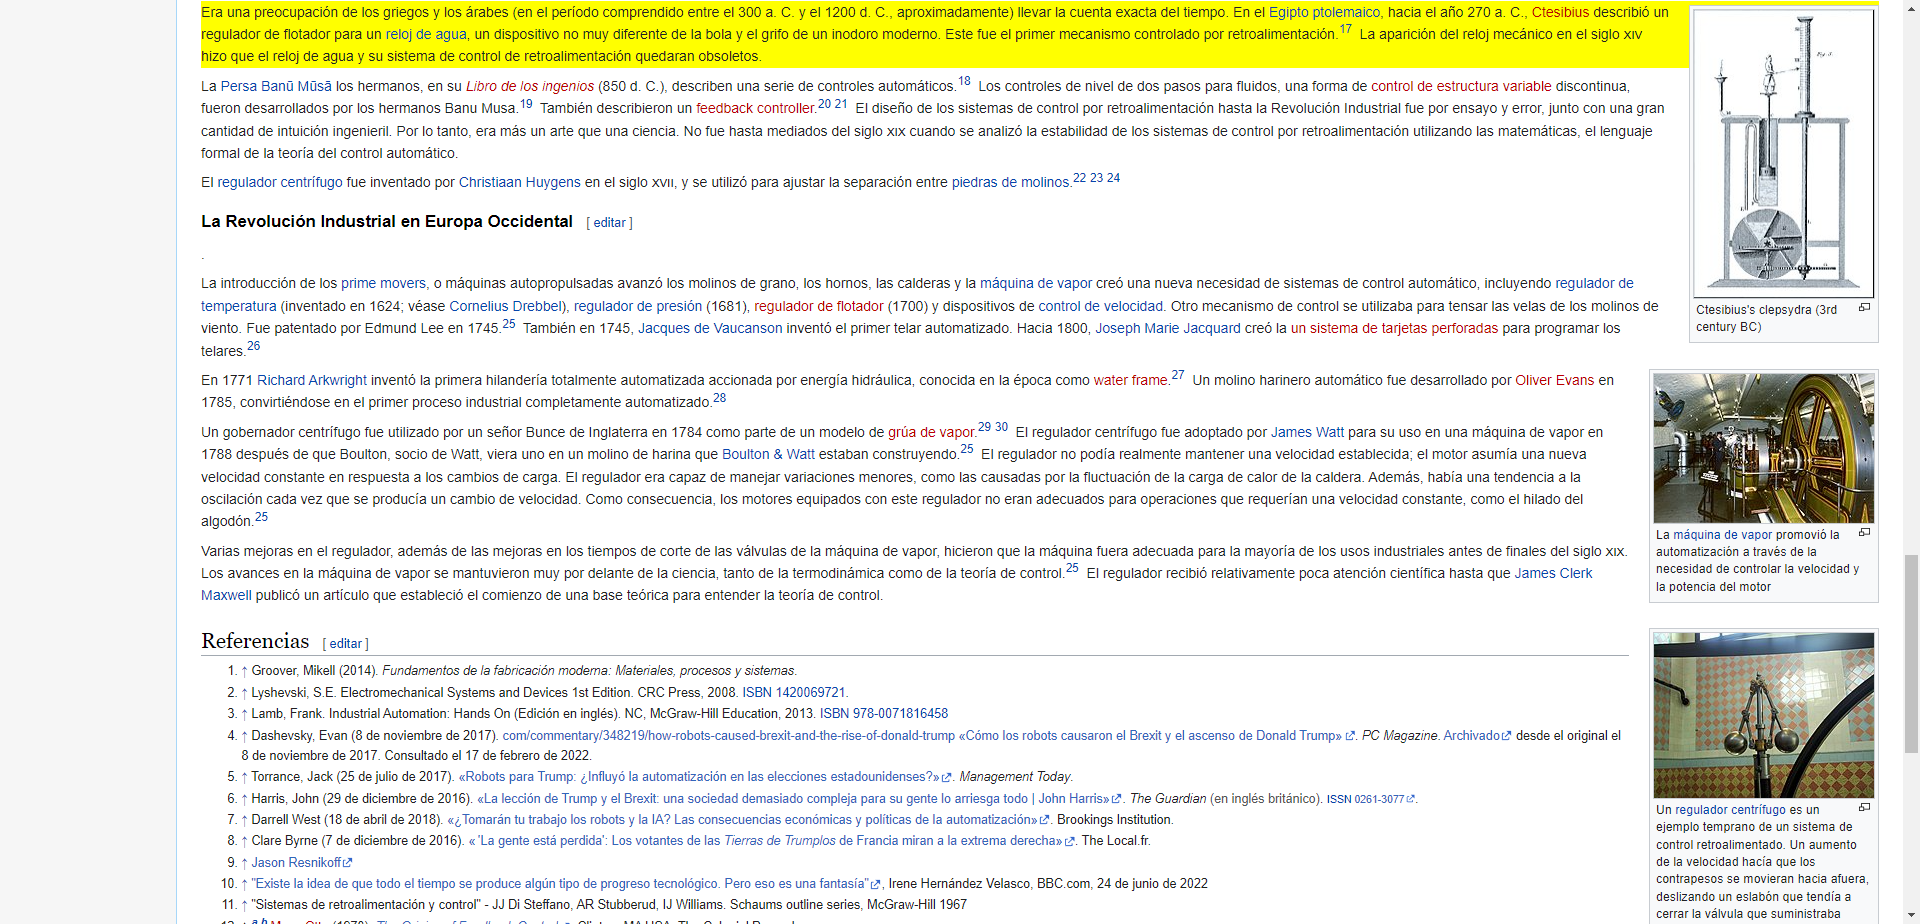 Era una preocupación de los griegos y los árabes (en el período comprendido entre el 300 a. C. y el 1200 d. C., aproximadamente) llevar la cuenta exacta del tiempo. En el Egipto ptolemaico, hacia el año 270 a. C., Ctesibius describió un
regulador de flotador para un reloj de agua, un dispositivo no muy diferente de la bola y el grifo de un inodoro moderno. Este fue el primer mecanismo controlado por retroalimentación.17 La aparición del reloj mecánico en el siglo XIV
hizo que el reloj de agua y su sistema de control de retroalimentación quedaran obsoletos.
La Persa Banū Mūsā los hermanos, en su Libro de los ingenios (850 d. C.), describen una serie de controles automáticos.18 Los controles de nivel de dos pasos para fluidos, una forma de control de estructura variable discontinua,
fueron desarrollados por los hermanos Banu Musa.19 También describieron un feedback controller.20 21 El diseño de los sistemas de control por retroalimentación hasta la Revolución Industrial fue por ensayo y error, junto con una gran
cantidad de intuición ingenieril. Por lo tanto, era más un arte que una ciencia. No fue hasta mediados del siglo XIX cuando se analizó la estabilidad de los sistemas de control por retroalimentación utilizando las matemáticas, el lenguaje
formal de la teoría del control automático.
El regulador centrífugo fue inventado por Christiaan Huygens en el siglo XVII, y se utilizó para ajustar la separación entre piedras de molinos.22 23 24
La Revolución Industrial en Europa Occidental [ editar ]
.
La introducción de los prime movers, o máquinas autopropulsadas avanzó los molinos de grano, los hornos, las calderas y la máquina de vapor creó una nueva necesidad de sistemas de control automático, incluyendo regulador de
temperatura (inventado en 1624; véase Cornelius Drebbel), regulador de presión (1681), regulador de flotador (1700) y dispositivos de control de velocidad. Otro mecanismo de control se utilizaba para tensar las velas de los molinos de
viento. Fue patentado por Edmund Lee en 1745.25 También en 1745, Jacques de Vaucanson inventó el primer telar automatizado. Hacia 1800, Joseph Marie Jacquard creó la un sistema de tarjetas perforadas para programar los
telares.26
En 1771 Richard Arkwright inventó la primera hilandería totalmente automatizada accionada por energía hidráulica, conocida en la época como water frame.27 Un molino harinero automático fue desarrollado por Oliver Evans en
1785, convirtiéndose en el primer proceso industrial completamente automatizado.28
Un gobernador centrífugo fue utilizado por un señor Bunce de Inglaterra en 1784 como parte de un modelo de grúa de vapor.29 30 El regulador centrífugo fue adoptado por James Watt para su uso en una máquina de vapor en
1788 después de que Boulton, socio de Watt, viera uno en un molino de harina que Boulton & Watt estaban construyendo.25 El regulador no podía realmente mantener una velocidad establecida; el motor asumía una nueva
velocidad constante en respuesta a los cambios de carga. El regulador era capaz de manejar variaciones menores, como las causadas por la fluctuación de la carga de calor de la caldera. Además, había una tendencia a la
oscilación cada vez que se producía un cambio de velocidad. Como consecuencia, los motores equipados con este regulador no eran adecuados para operaciones que requerían una velocidad constante, como el hilado del
algodón.25
Varias mejoras en el regulador, además de las mejoras en los tiempos de corte de las válvulas de la máquina de vapor, hicieron que la máquina fuera adecuada para la mayoría de los usos industriales antes de finales del siglo XIX.
Los avances en la máquina de vapor se mantuvieron muy por delante de la ciencia, tanto de la termodinámica como de la teoría de control.25 El regulador recibió relativamente poca atención científica hasta que James Clerk
Maxwell publicó un artículo que estableció el comienzo de una base teórica para entender la teoría de control.
Referencias [ editar ]
1. ↑ Groover, Mikell (2014). Fundamentos de la fabricación moderna: Materiales, procesos y sistemas.
2. ↑ Lyshevski, S.E. Electromechanical Systems and Devices 1st Edition. CRC Press, 2008. ISBN 1420069721.
3. ↑ Lamb, Frank. Industrial Automation: Hands On (Edición en inglés). NC, McGraw-Hill Education, 2013. ISBN 978-0071816458
4. ↑ Dashevsky, Evan (8 de noviembre de 2017). com/commentary/348219/how-robots-caused-brexit-and-the-rise-of-donald-trump «Cómo los robots causaron el Brexit y el ascenso de Donald Trump». PC Magazine. Archivado desde el original el
8 de noviembre de 2017. Consultado el 17 de febrero de 2022.
5. ↑ Torrance, Jack (25 de julio de 2017). «Robots para Trump: ¿Influyó la automatización en las elecciones estadounidenses?». Management Today.
6. ↑ Harris, John (29 de diciembre de 2016). «La lección de Trump y el Brexit: una sociedad demasiado compleja para su gente lo arriesga todo | John Harris». The Guardian (en inglés británico). ISSN 0261-3077.
7. ↑ Darrell West (18 de abril de 2018). «¿Tomarán tu trabajo los robots y la IA? Las consecuencias económicas y políticas de la automatización». Brookings Institution.
8. ↑ Clare Byrne (7 de diciembre de 2016). «'La gente está perdida': Los votantes de las Tierras de Trumplos de Francia miran a la extrema derecha». The Local.fr.
9. ↑ Jason Resnikoff
10. ↑ "Existe la idea de que todo el tiempo se produce algún tipo de progreso tecnológico. Pero eso es una fantasía", Irene Hernández Velasco, BBC.com, 24 de junio de 2022
11. ↑ "Sistemas de retroalimentación y control" - JJ Di Steffano, AR Stubberud, IJ Williams. Schaums outline series, McGraw-Hill 1967
Ctesibius's clepsydra (3rd
century BC)
La máquina de vapor promovió la
automatización a través de la
necesidad de controlar la velocidad y
la potencia del motor
Un regulador centrífugo es un
ejemplo temprano de un sistema de
control retroalimentado. Un aumento
de la velocidad hacía que los
contrapesos se movieran hacia afuera,
deslizando un eslabón que tendía a
cerrar la válvula que suministraba